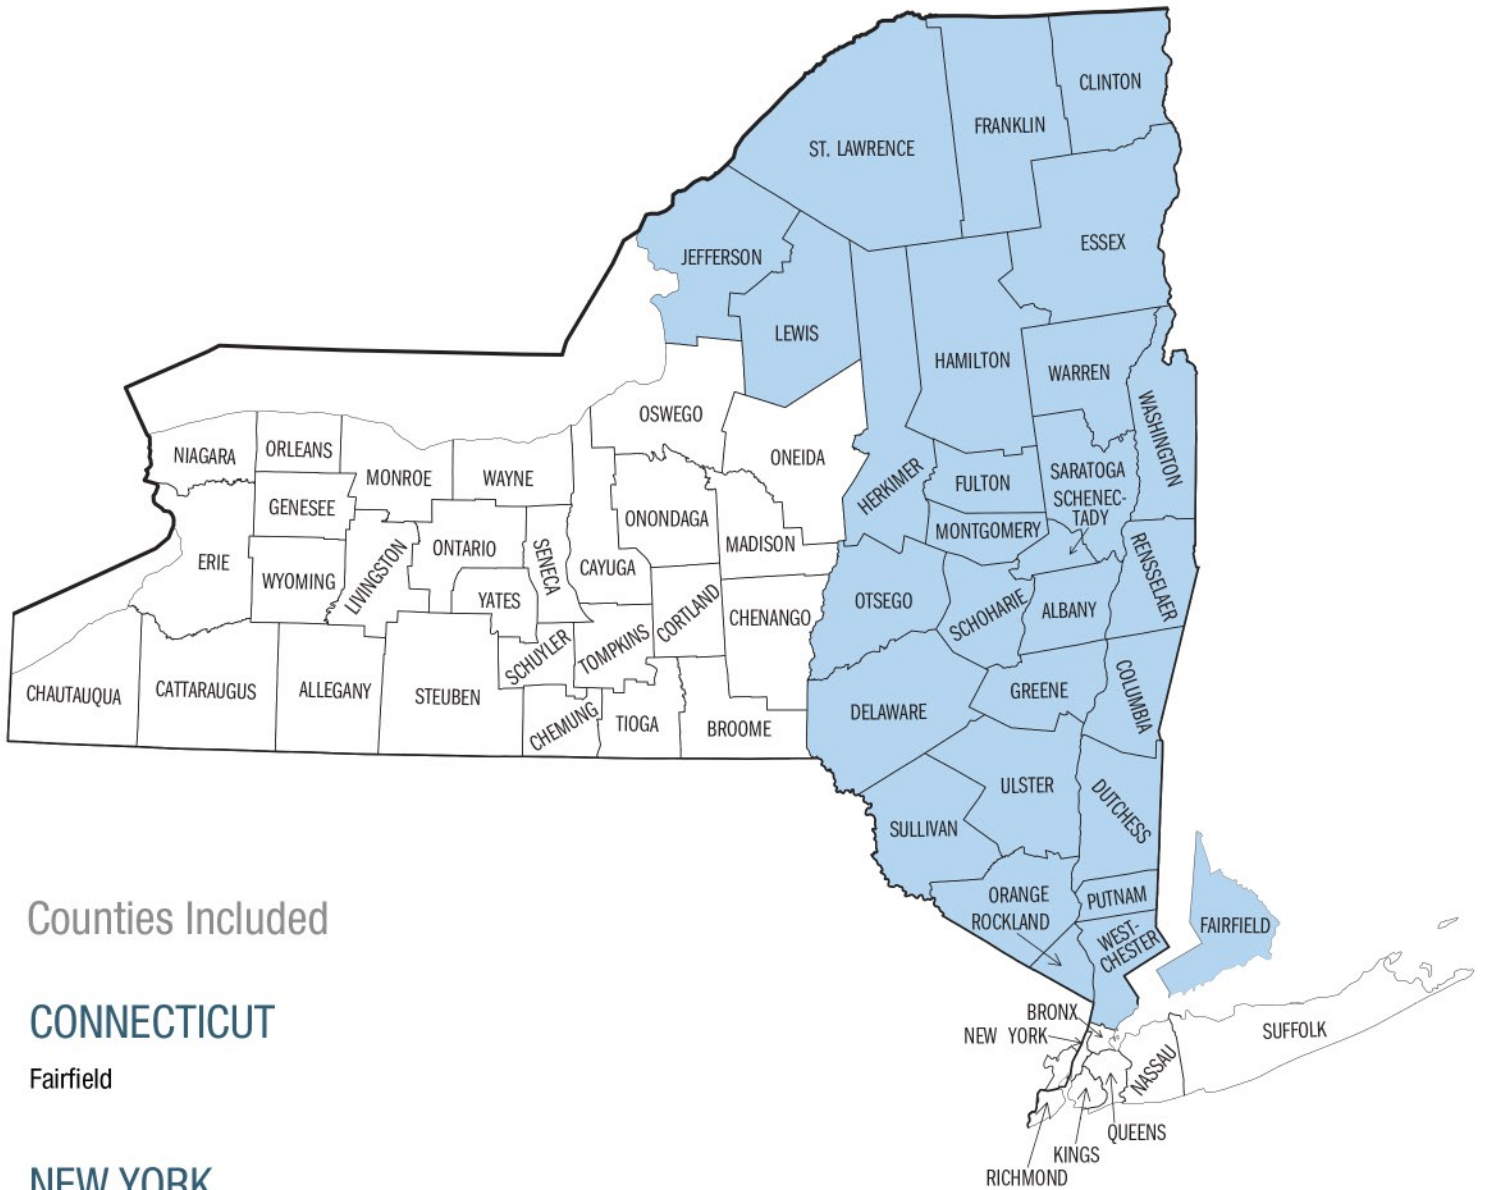 CLINTON
FRANKLIN
ST. LAWRENCE
ESSEX
JEFFERSON
LEWIS
HAMILTON
WARREN
WASHINGTON
OSWEGO
ONEIDA
HERKIMER
NIAGARA
ORLEANS
MONROE
WAYNE
FULTON
SARATOGA
SCHENEC-
TADY
GENESEE
ONONDAGA
MADISON
MONTGOMERY
ERIE
WYOMING
LIVINGSTON
ONTARIO
SENECA
CAYUGA
YATES
CORTLAND
CHENANGO
OTSEGO
SCHOHARIE
ALBANY
RENSSELAER
SCHUYLER
TOMPKINS
CHAUTAUQUA
CATTARAUGUS
ALLEGANY
STEUBEN
CHEMUNG
TIOGA
BROOME
DELAWARE
GREENE
COLUMBIA
ULSTER
DUTCHESS
SULLIVAN
ORANGE
ROCKLAND
PUTNAM
WEST-
CHESTER
FAIRFIELD
BRONX
NEW YORK
NASSAU
SUFFOLK
QUEENS
KINGS
RICHMOND
Counties Included
CONNECTICUT
Fairfield
NEW YORK